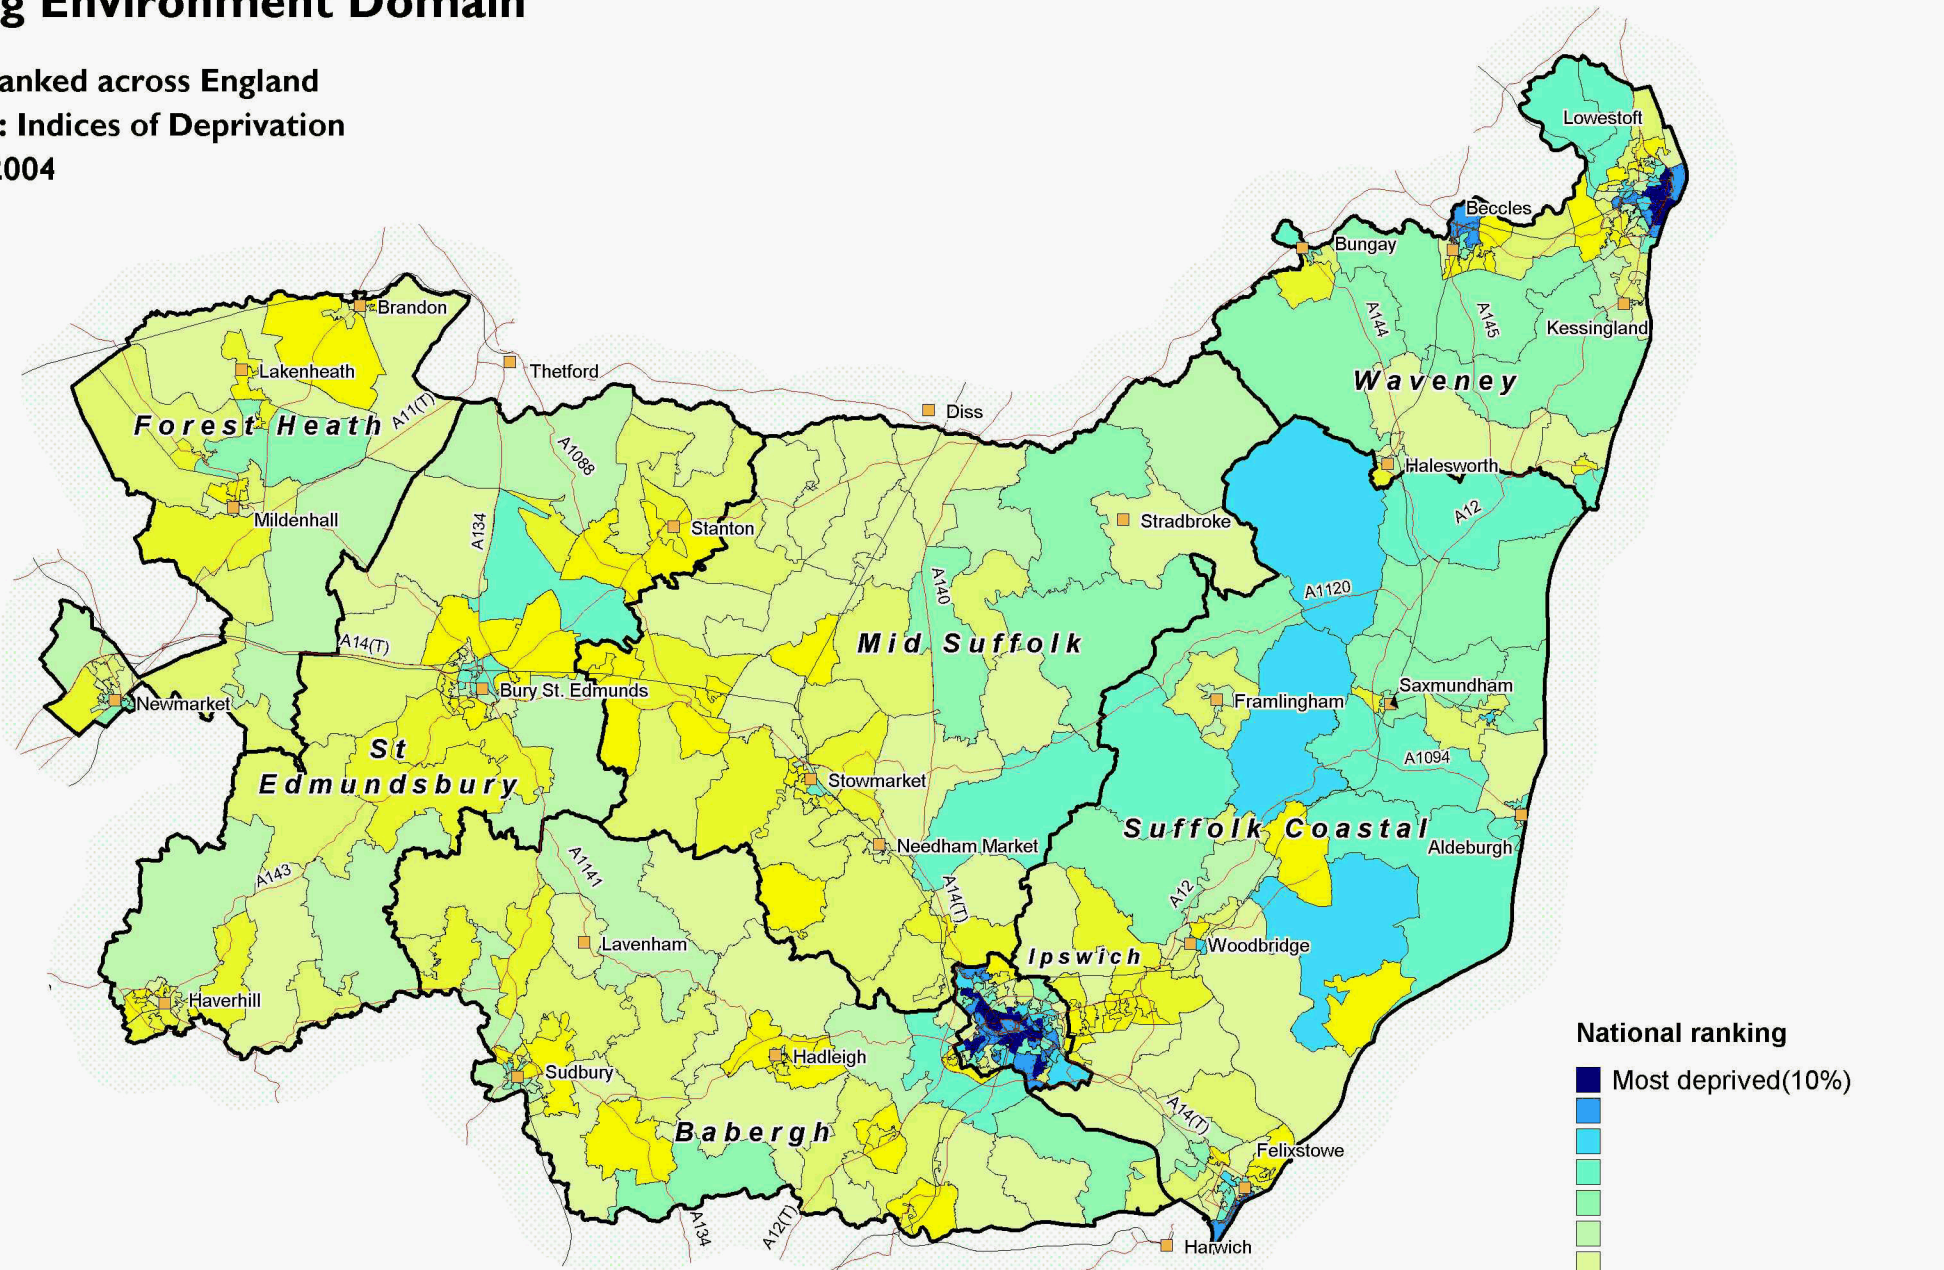 g Environment Domain
anked across England
: Indices of Deprivation
2004
Lowestoft
Beccles
Bungay
A144
A145
Kessingland
Brandon
Thetford
Lakenheath
Waveney
Diss
Forest Heath
A11(T)
A1088
Halesworth
Mildenhall
A134
Stanton
Stradbroke
A12
A140
A1120
A14(T)
Mid Suffolk
Bury St. Edmunds
Newmarket
Framlingham
Saxmundham
St
Edmundsbury
A1094
Stowmarket
Suffolk Coastal
Needham Market
Aldeburgh
A143
A1141
A14(T)
A12
Lavenham
Ipswich
Woodbridge
Haverhill
National ranking
Hadleigh
Sudbury
Most deprived(10%)
A14(T)
Babergh
Felixstowe
A134
A12(T)
Harwich